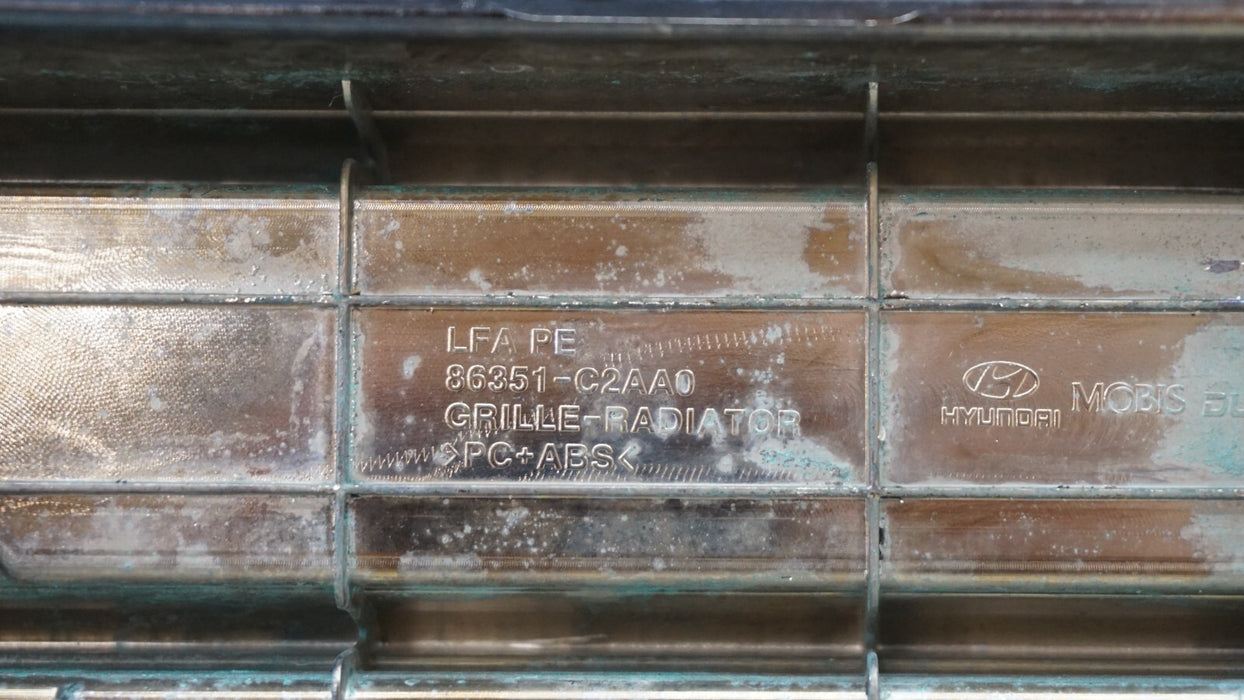 LFA PE
86351-C2AA0
GRILLE-RADIATOR
>PC+ABS<
HYUNDAI MOBIS